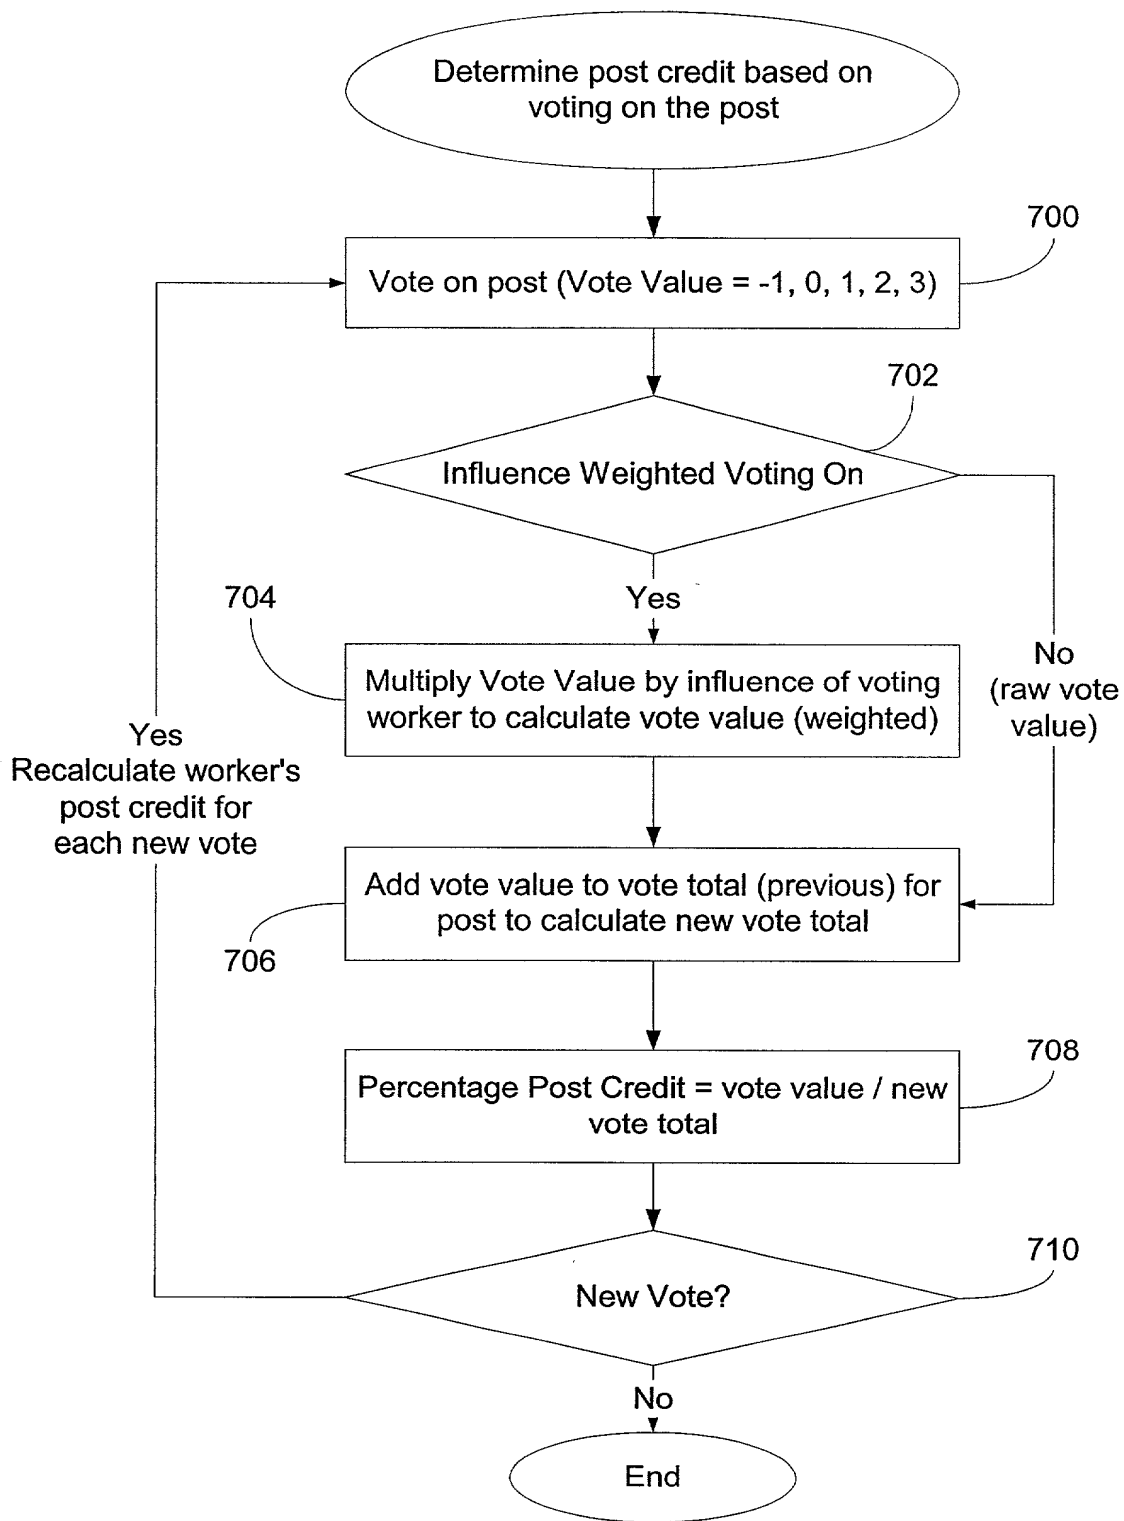 Determine post credit based on
voting on the post
700
Vote on post (Vote Value = -1, 0, 1, 2, 3)
702
Influence Weighted Voting On
Yes
704
Multiply Vote Value by influence of voting
worker to calculate vote value (weighted)
No
(raw vote
value)
Yes
Recalculate worker's
post credit for
each new vote
Add vote value to vote total (previous) for
post to calculate new vote total
706
708
Percentage Post Credit = vote value / new
vote total
710
New Vote?
No
End